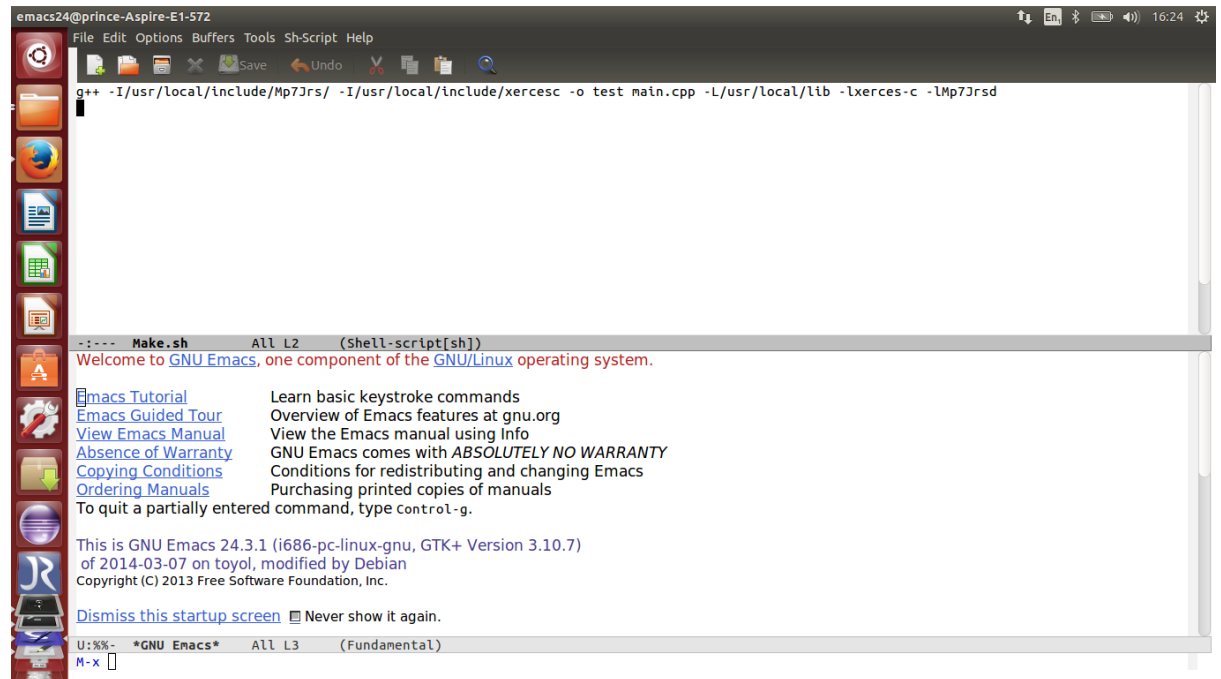 emacs24@prince-Aspire-E1-572
En 16:24
File Edit Options Buffers Tools Sh-Script Help
Save Undo
g++ -I/usr/local/include/Mp7Jrs/ -I/usr/local/include/xercesc -o test main.cpp -L/usr/local/lib -lxerces-c -lMp7Jrsd
-:--- Make.sh All L2 (Shell-script[sh])
Welcome to GNU Emacs, one component of the GNU/Linux operating system.
Emacs Tutorial Learn basic keystroke commands
Emacs Guided Tour Overview of Emacs features at gnu.org
View Emacs Manual View the Emacs manual using Info
Absence of Warranty GNU Emacs comes with ABSOLUTELY NO WARRANTY
Copying Conditions Conditions for redistributing and changing Emacs
Ordering Manuals Purchasing printed copies of manuals
To quit a partially entered command, type Control-g.
This is GNU Emacs 24.3.1 (i686-pc-linux-gnu, GTK+ Version 3.10.7)
of 2014-03-07 on toyol, modified by Debian
Copyright (C) 2013 Free Software Foundation, Inc.
Dismiss this startup screen Never show it again.
U:%%- *GNU Emacs* All L3 (Fundamental)
M-x